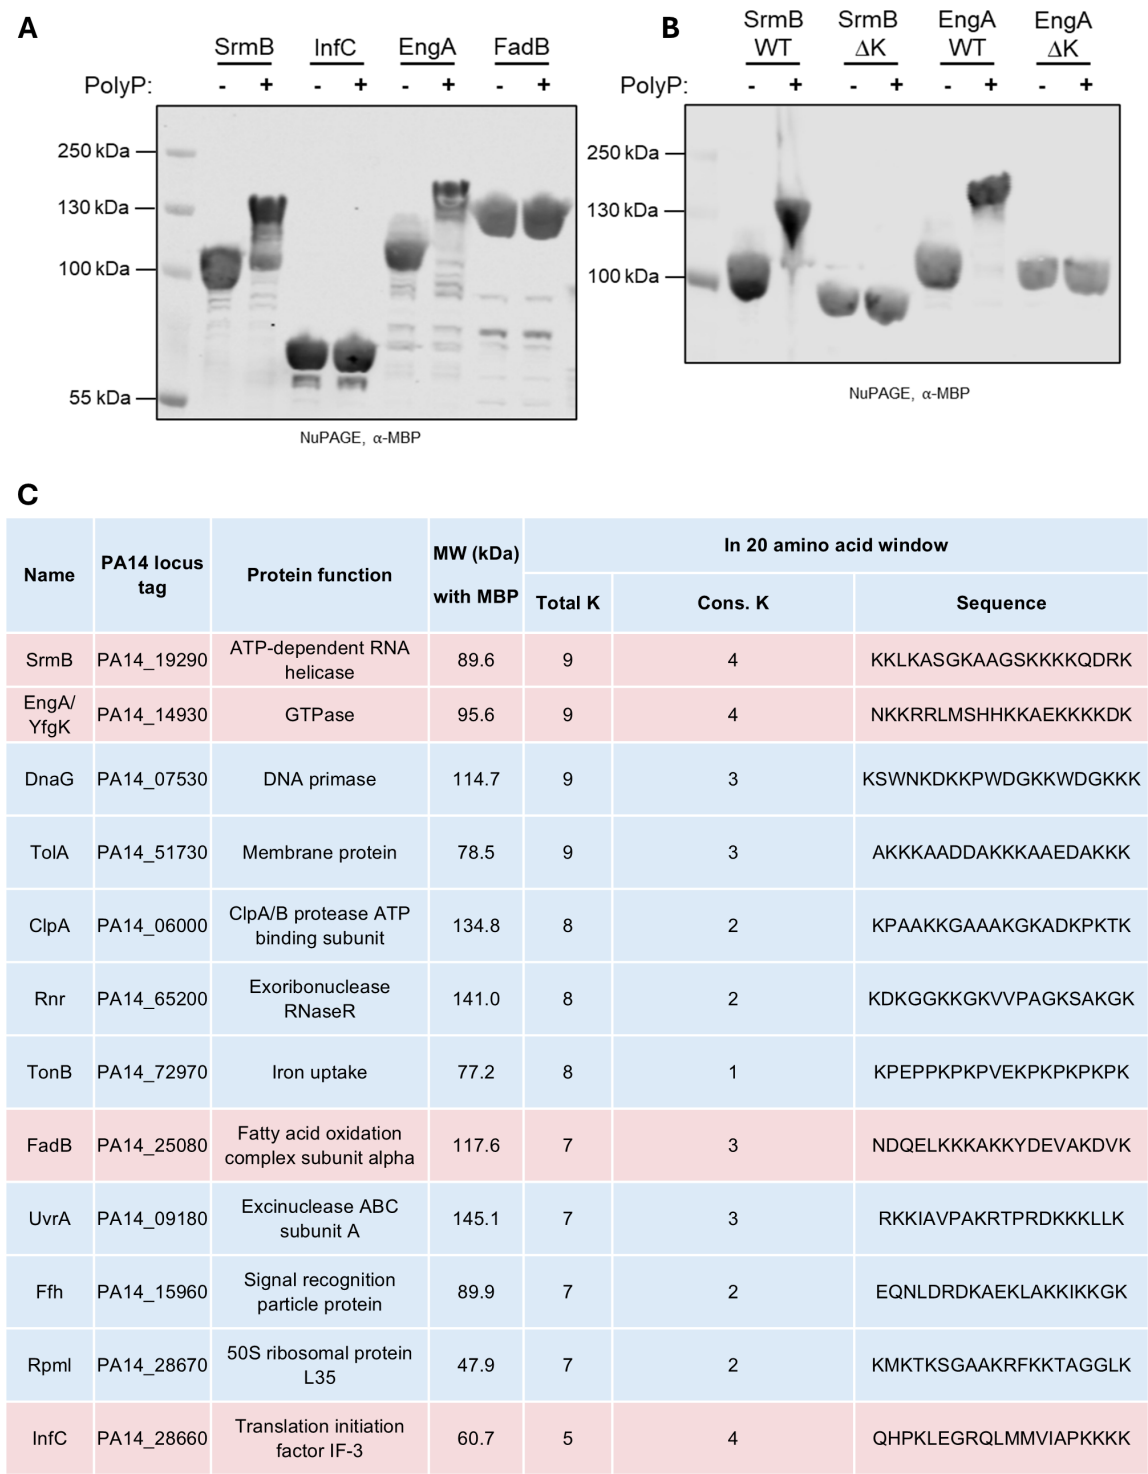 A
SrmB InfC EngA FadB
PolyP: - + - + - + - +
250 kDa
130 kDa
100 kDa
55 kDa
NuPAGE, α-MBP
B
SrmB WT SrmB ΔK EngA WT EngA ΔK
PolyP: - + - + - + - +
250 kDa
130 kDa
100 kDa
NuPAGE, α-MBP
C
Name PA14 locus tag Protein function MW (kDa) with MBP In 20 amino acid window
Total K Cons. K Sequence
SrmB PA14_19290 ATP-dependent RNA helicase 89.6 9 4 KKLKASGKAAGSKKKKQDRK
EngA/YfgK PA14_14930 GTPase 95.6 9 4 NKKRRLMSHHKKAEKKKKDK
DnaG PA14_07530 DNA primase 114.7 9 3 KSWNKDKKPWDGKKWDGKKK
TolA PA14_51730 Membrane protein 78.5 9 3 AKKKAADDAKKKAAEDAKKK
ClpA PA14_06000 ClpA/B protease ATP binding subunit 134.8 8 2 KPAAKKGAAAKGKADKPKTK
Rnr PA14_65200 Exoribonuclease RNaseR 141.0 8 2 KDKGGKKGKVVPAGKSAKGK
TonB PA14_72970 Iron uptake 77.2 8 1 KPEPPKPKPVEKPKPKPKPK
FadB PA14_25080 Fatty acid oxidation complex subunit alpha 117.6 7 3 NDQELKKKAKKYDEVAKDVK
UvrA PA14_09180 Excinuclease ABC subunit A 145.1 7 3 RKKIAVPAKRTPRDKKKLLK
Ffh PA14_15960 Signal recognition particle protein 89.9 7 2 EQNLDRDKAEKLAKKIKKGK
RpmI PA14_28670 50S ribosomal protein L35 47.9 7 2 KMKTKSGAAKRFKKTAGGLK
InfC PA14_28660 Translation initiation factor IF-3 60.7 5 4 QHPKLEGRQLMMVIAPKKKK